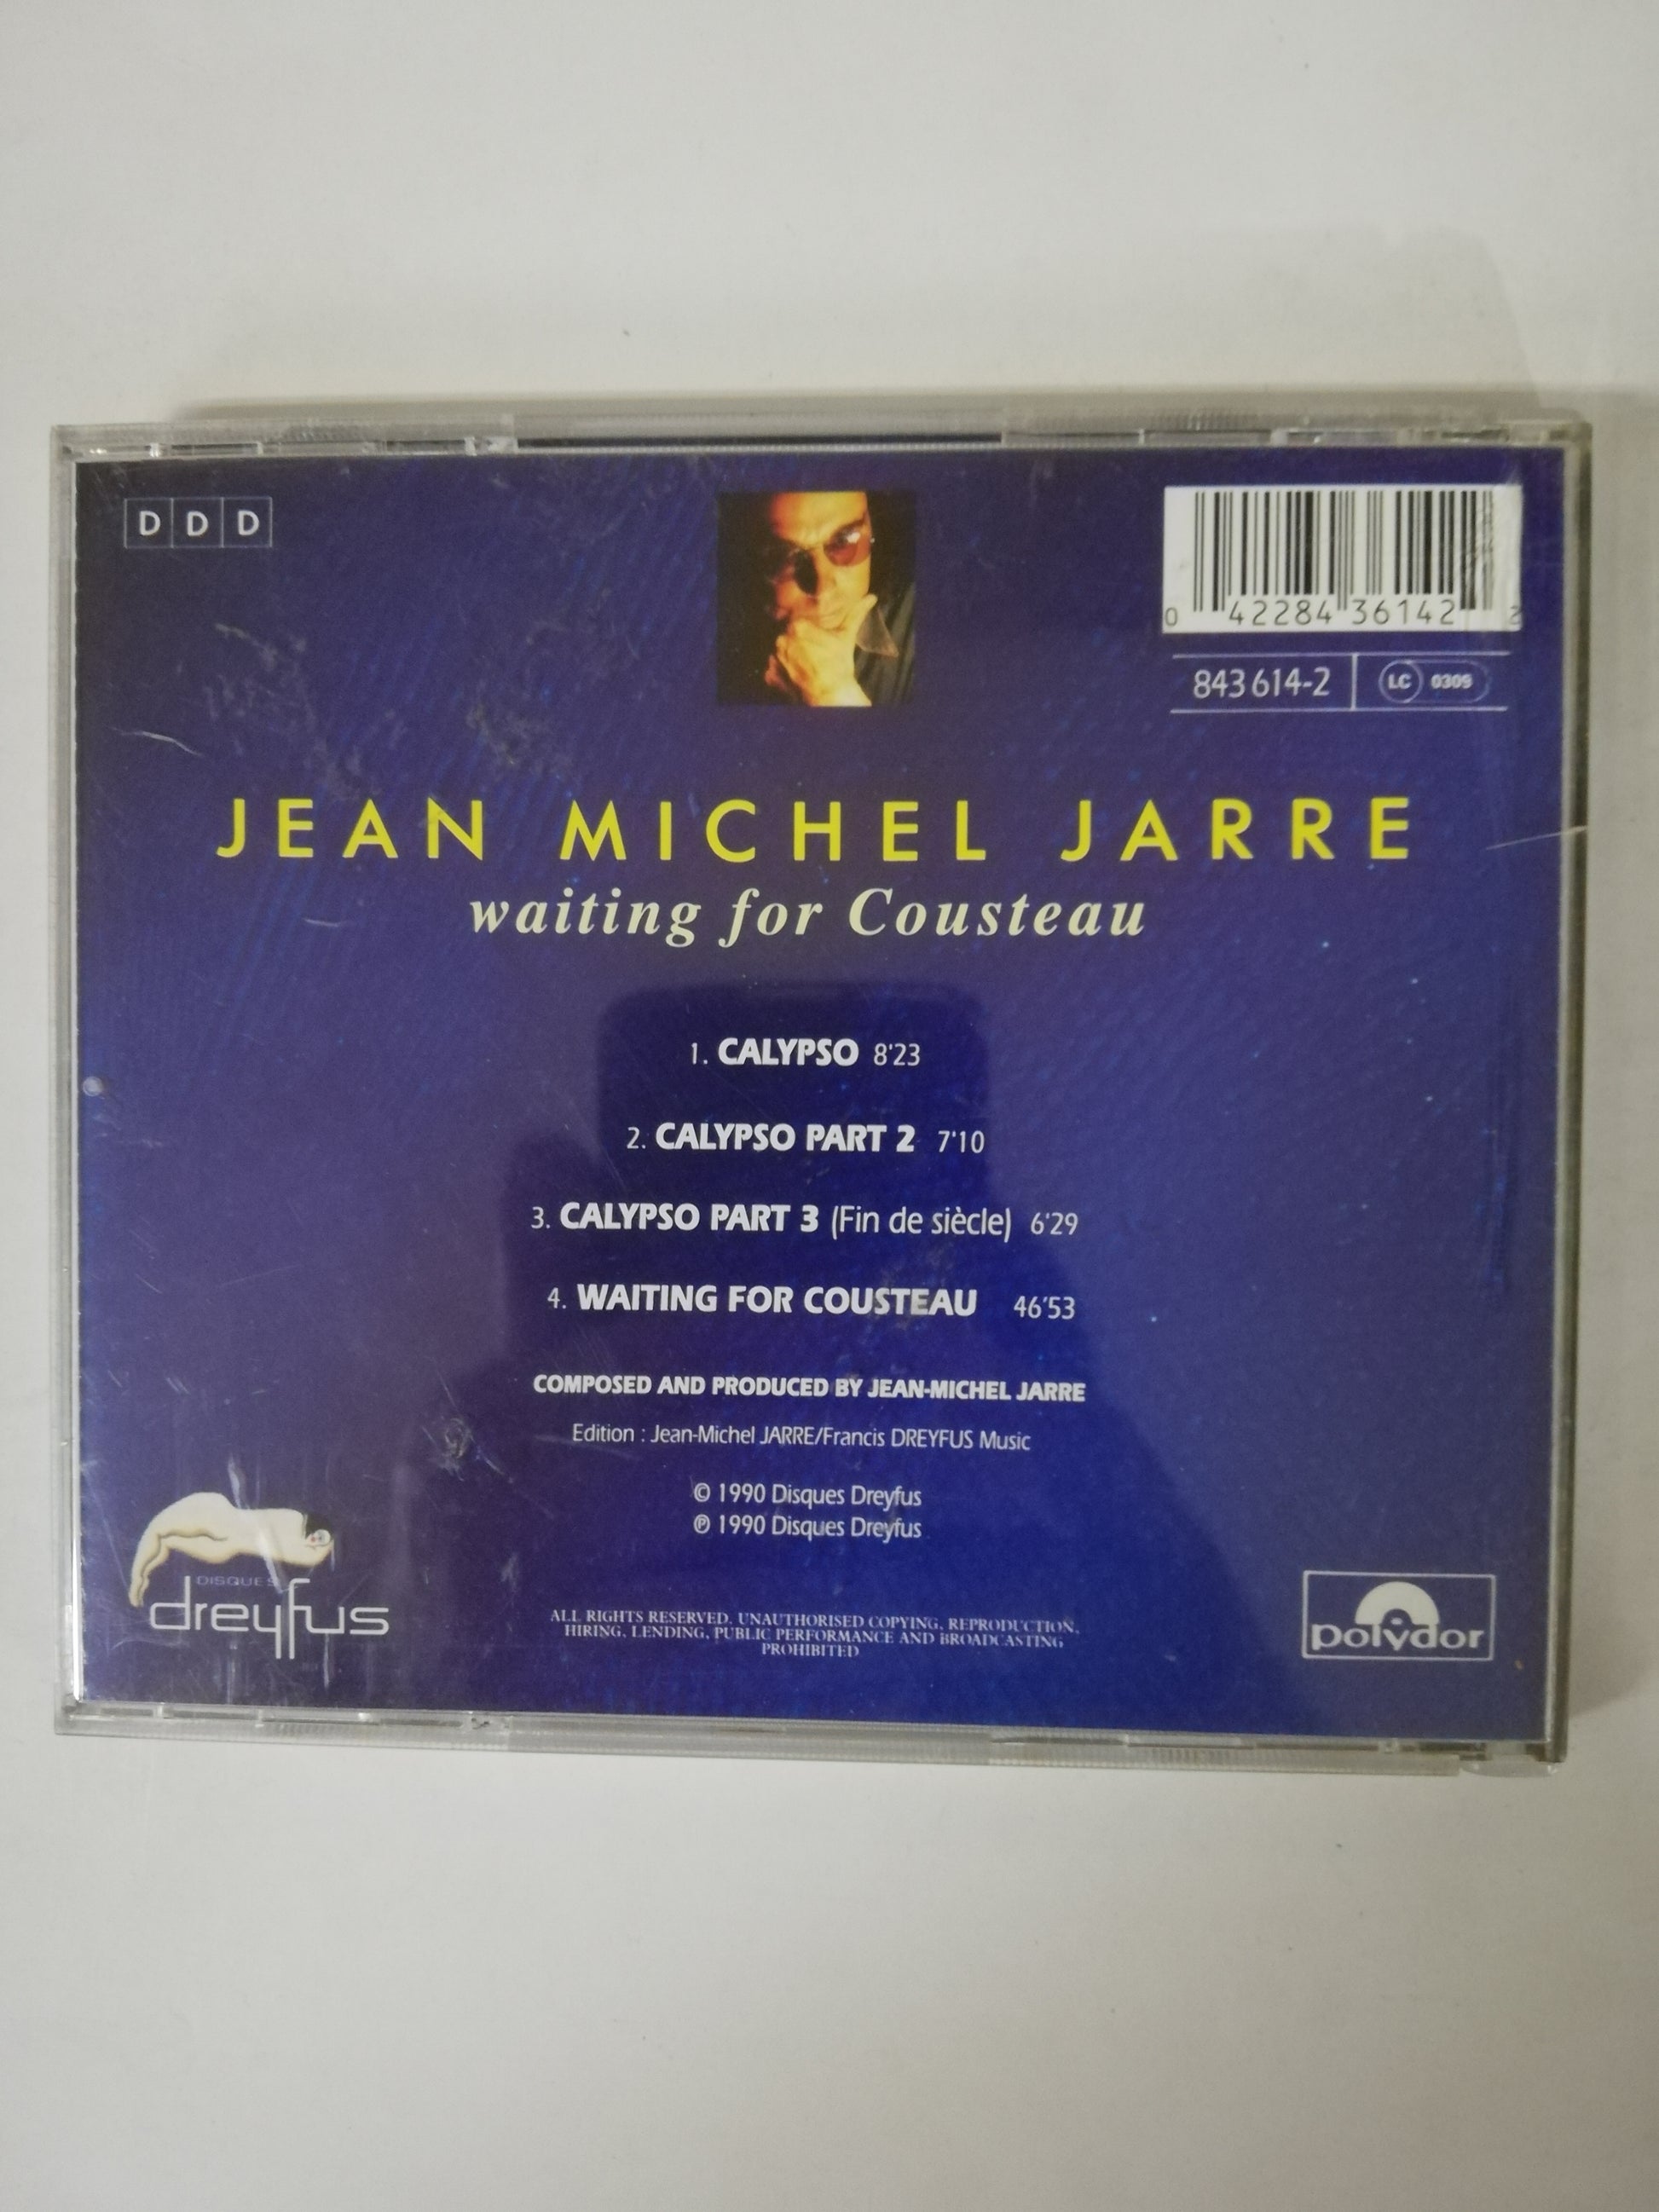 D D D
0 42284 36142 2
843 614-2 LC 0309
JEAN MICHEL JARRE
waiting for Cousteau
1. CALYPSO 8'23
2. CALYPSO PART 2 7'10
3. CALYPSO PART 3 (Fin de siècle) 6'29
4. WAITING FOR COUSTEAU 46'53
COMPOSED AND PRODUCED BY JEAN-MICHEL JARRE
Edition : Jean-Michel JARRE/Francis DREYFUS Music
© 1990 Disques Dreyfus
℗ 1990 Disques Dreyfus
DISQUES
dreyfus
ALL RIGHTS RESERVED. UNAUTHORISED COPYING, REPRODUCTION,
HIRING, LENDING, PUBLIC PERFORMANCE AND BROADCASTING
PROHIBITED
polydor